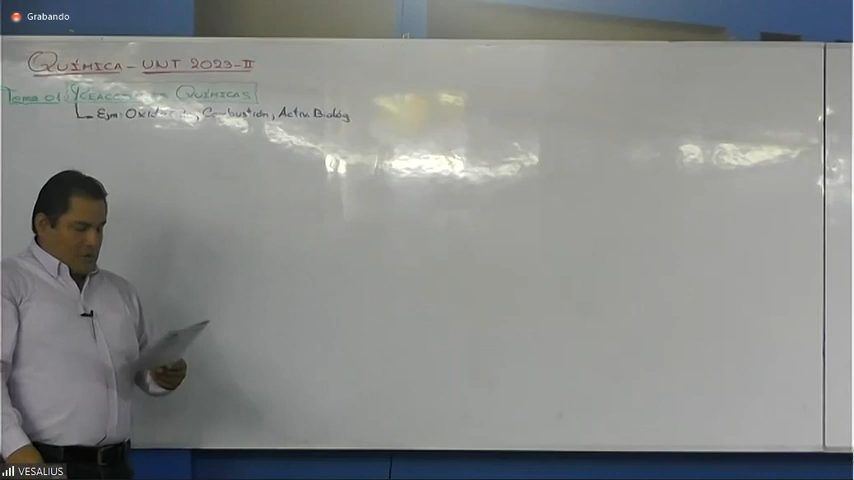 Grabando
QUÍMICA - UNT 2023-II
Tema 01: QUÍMICAS
Ejm: Combustión, Activ. Biológ
VESALIUS